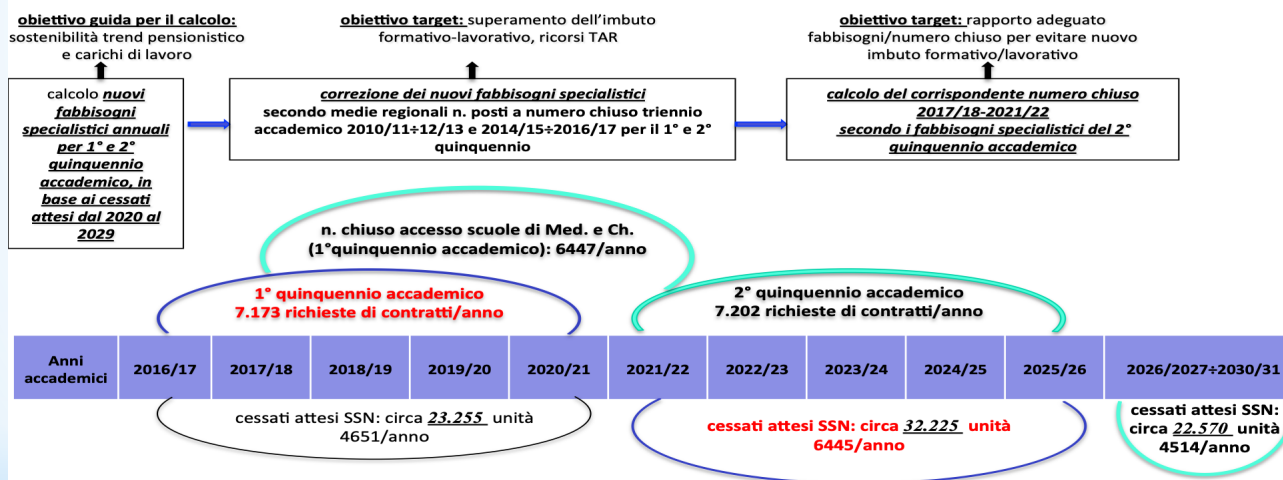 obiettivo guida per il calcolo:
sostenibilità trend pensionistico
e carichi di lavoro
obiettivo target: superamento dell'imbuto
formativo-lavorativo, ricorsi TAR
obiettivo target: rapporto adeguato
fabbisogni/numero chiuso per evitare nuovo
imbuto formativo/lavorativo
calcolo nuovi
fabbisogni
specialistici annuali
per 1° e 2°
quinquennio
accademico, in
base ai cessati
attesi dal 2020 al
2029
correzione dei nuovi fabbisogni specialistici
secondo medie regionali n. posti a numero chiuso triennio
accademico 2010/11÷12/13 e 2014/15÷2016/17 per il 1° e 2°
quinquennio
calcolo del corrispondente numero chiuso
2017/18-2021/22
secondo i fabbisogni specialistici del 2°
quinquennio accademico
n. chiuso accesso scuole di Med. e Ch.
(1°quinquennio accademico): 6447/anno
1° quinquennio accademico
7.173 richieste di contratti/anno
2° quinquennio accademico
7.202 richieste di contratti/anno
Anni
accademici
2016/17
2017/18
2018/19
2019/20
2020/21
2021/22
2022/23
2023/24
2024/25
2025/26
2026/2027÷2030/31
cessati attesi SSN: circa 23.255 unità
4651/anno
cessati attesi SSN: circa 32.225 unità
6445/anno
cessati attesi SSN:
circa 22.570 unità
4514/anno